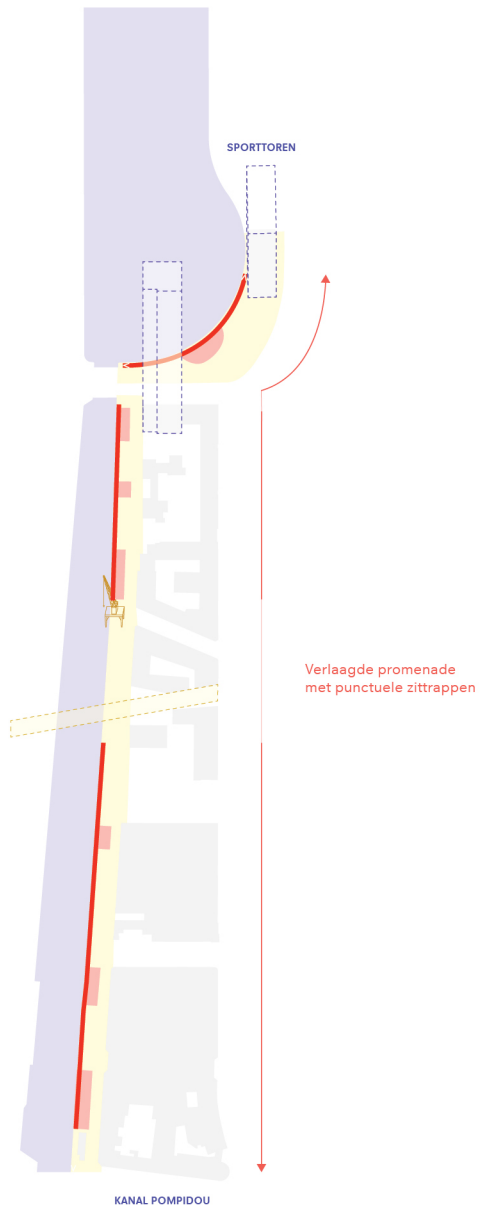 SPORTTOREN
Verlaagde promenade
met punctuele zittrappen
KANAL POMPIDOU